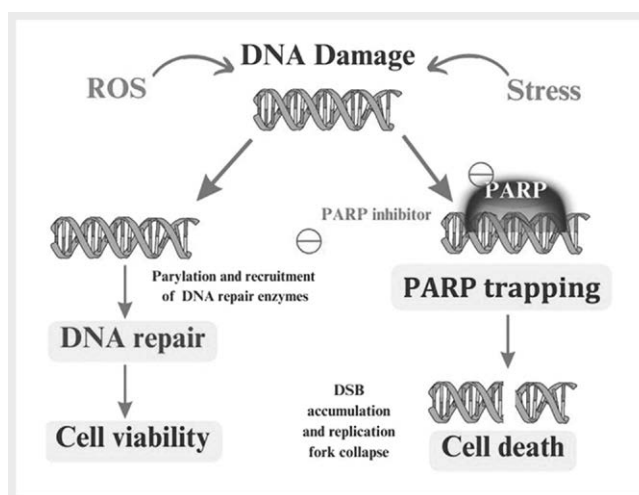 DNA Damage
ROS
Stress
PARP
PARP inhibitor
Parylation and recruitment
of DNA repair enzymes
PARP trapping
DNA repair
DSB
accumulation
and replication
fork collapse
Cell viability
Cell death